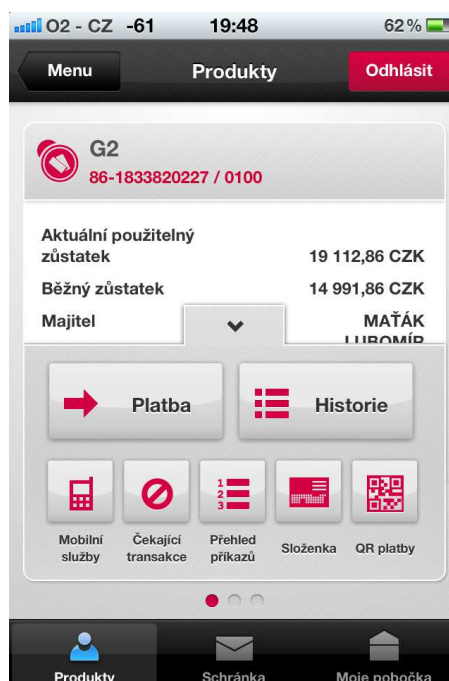 O2 - CZ -61 19:48 62 %
Menu Produkty Odhlásit
G2
86-1833820227 / 0100
Aktuální použitelný
zůstatek 19 112,86 CZK
Běžný zůstatek 14 991,86 CZK
Majitel MAŤÁK
LUBOMÍR
Platba Historie
1
2
3
Mobilní Čekající Přehled Složenka QR platby
služby transakce příkazů
Produkty Schránka Moje pobočka